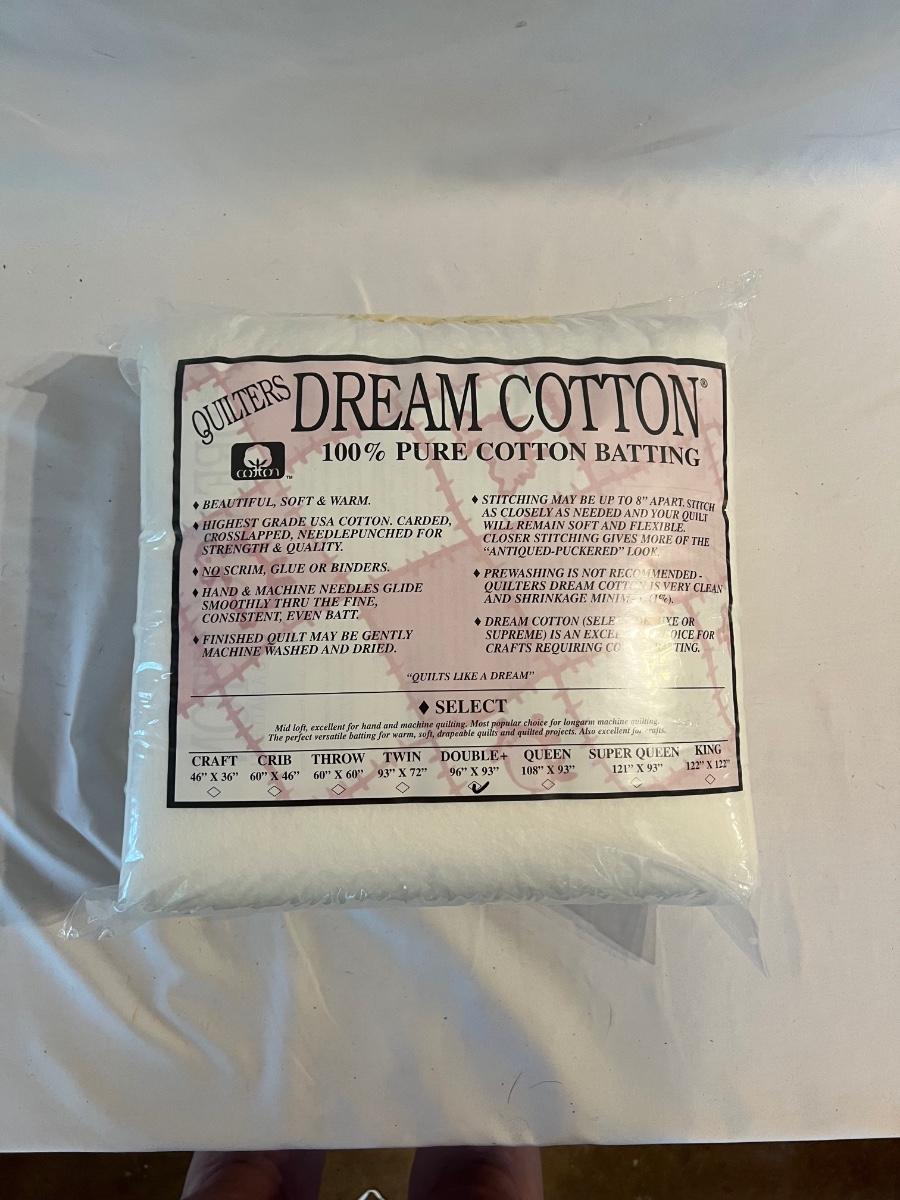 QUILTERS DREAM COTTON®
100% PURE COTTON BATTING
cotton ™
♦ BEAUTIFUL, SOFT & WARM.
♦ HIGHEST GRADE USA COTTON. CARDED,
CROSSLAPPED, NEEDLEPUNCHED FOR
STRENGTH & QUALITY.
♦ NO SCRIM, GLUE OR BINDERS.
♦ HAND & MACHINE NEEDLES GLIDE
SMOOTHLY THRU THE FINE,
CONSISTENT, EVEN BATT.
♦ FINISHED QUILT MAY BE GENTLY
MACHINE WASHED AND DRIED.
♦ STITCHING MAY BE UP TO 8" APART. STITCH
AS CLOSELY AS NEEDED AND YOUR QUILT
WILL REMAIN SOFT AND FLEXIBLE.
CLOSER STITCHING GIVES MORE OF THE
"ANTIQUED-PUCKERED" LOOK.
♦ PREWASHING IS NOT RECOMMENDED -
QUILTERS DREAM COTTON IS VERY CLEAN
AND SHRINKAGE
♦ DREAM COTTON
SUPREME) IS AN FOR
CRAFTS REQUIRING
"QUILTS LIKE A DREAM"
♦ SELECT
Mid loft, excellent for hand and machine quilting. Most popular choice for longarm machine quilting.
The perfect versatile batting for warm, soft, drapeable quilts and quilted projects. Also excellent for crafts.
CRAFT CRIB THROW TWIN DOUBLE+ QUEEN SUPER QUEEN KING
46" X 36" 60" X 46" 60" X 60" 93" X 72" 96" X 93" 108" X 93" 121" X 93" 122" X 122"